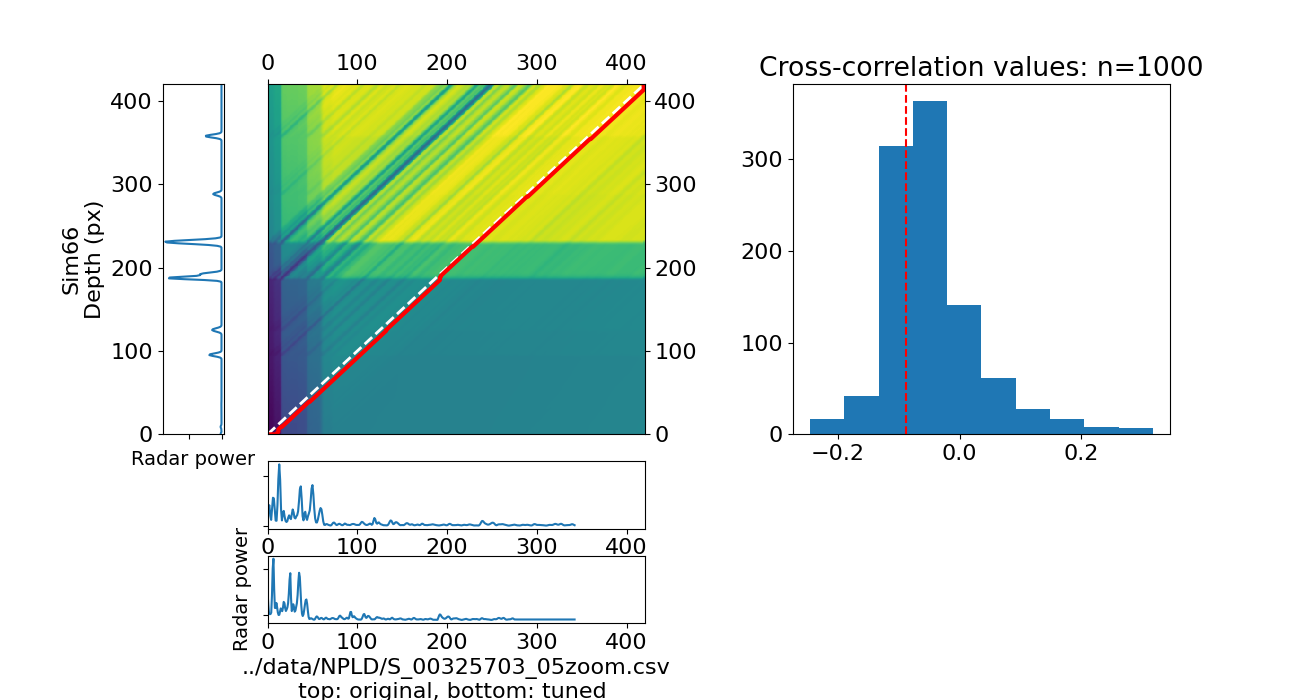 0 100 200 300 400
Cross-correlation values: n=1000
400
300
200
100
0
Sim66
Depth (px)
Radar power
400
300
200
100
0
300
200
100
0
−0.2 0.0 0.2
0 100 200 300 400
Radar power
0 100 200 300 400
../data/NPLD/S_00325703_05zoom.csv
top: original, bottom: tuned